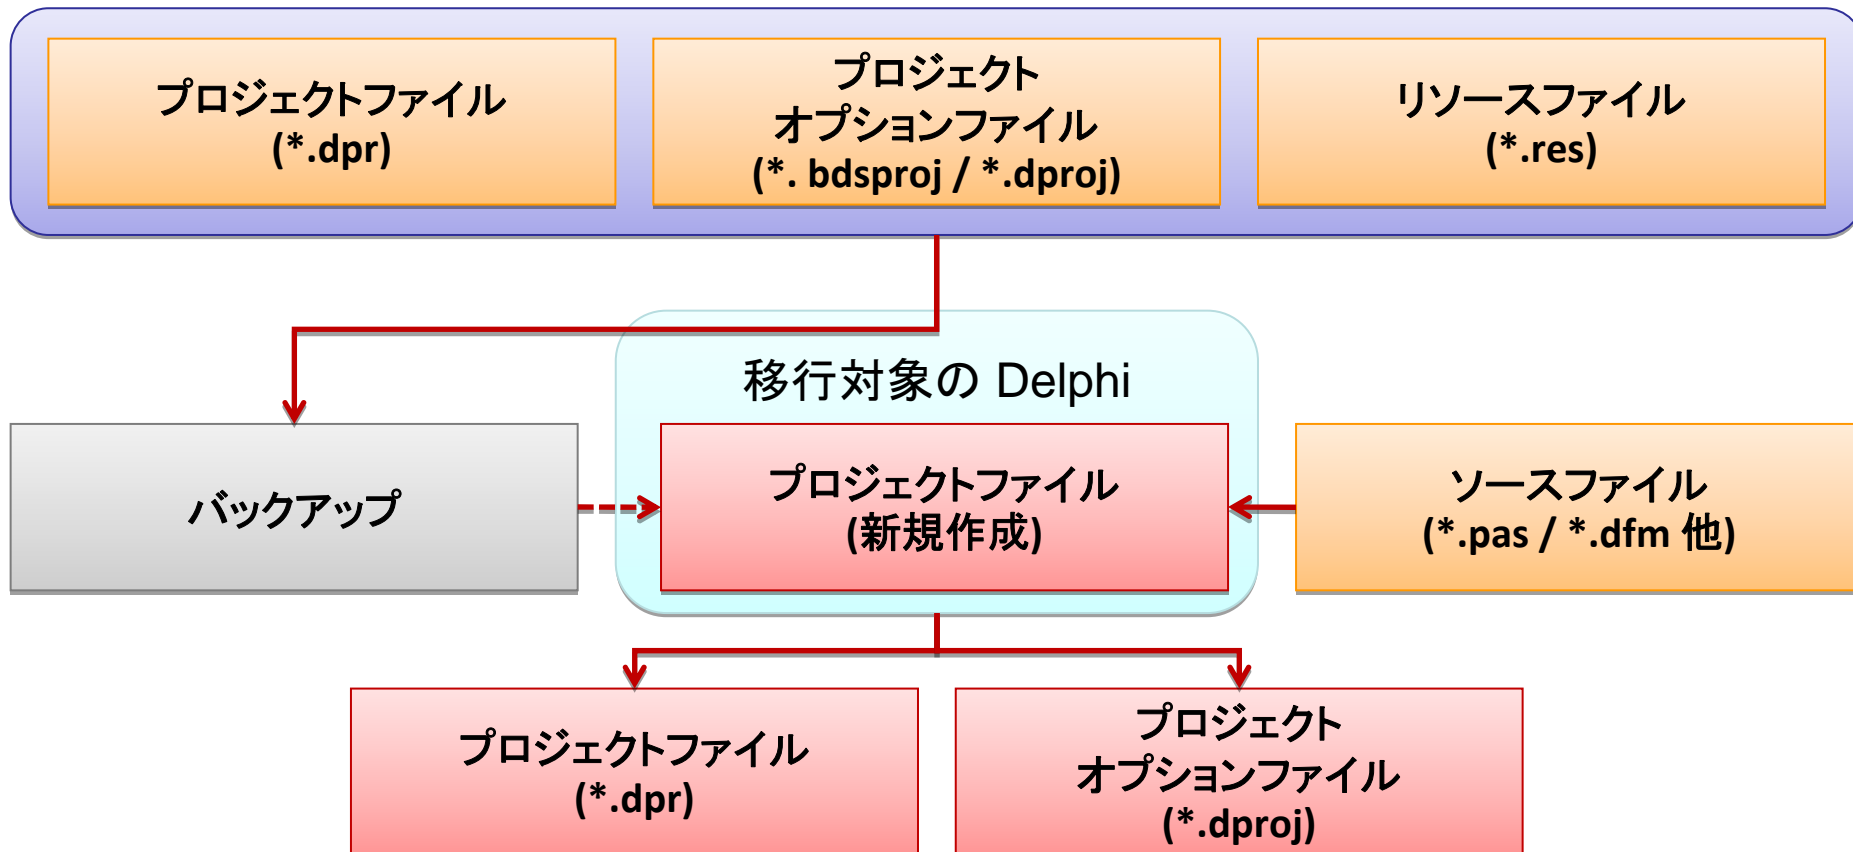 プロジェクトファイル
(*.dpr)
プロジェクト
オプションファイル
(*. bdsproj / *.dproj)
リソースファイル
(*.res)
移行対象の Delphi
バックアップ
プロジェクトファイル
(新規作成)
ソースファイル
(*.pas / *.dfm 他)
プロジェクトファイル
(*.dpr)
プロジェクト
オプションファイル
(*.dproj)